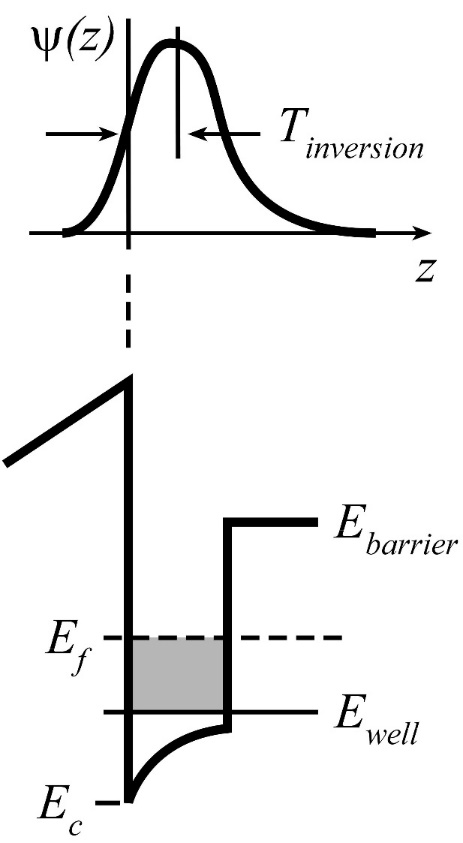 ψ(z)
T_inversion
z
E_barrier
E_f
E_well
E_c